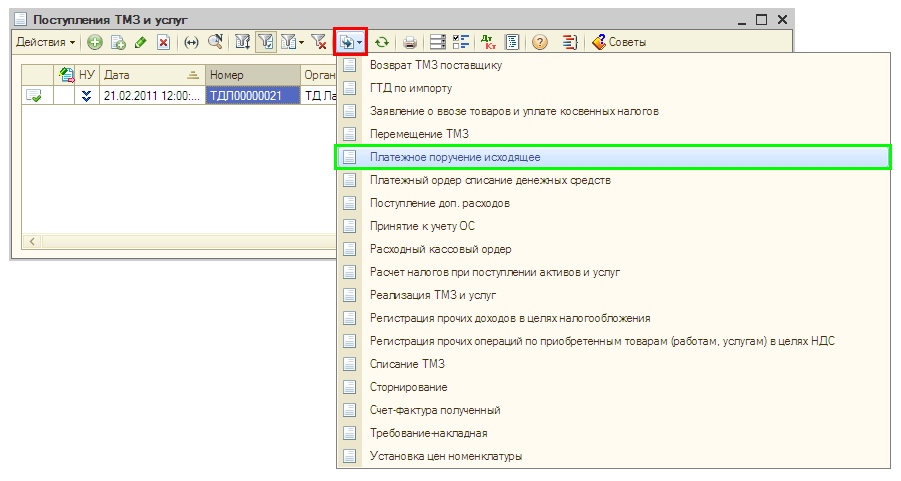 Поступления ТМЗ и услуг
Действия
Дт
Кт
Советы
НУ Дата Номер Орган
21.02.2011 12:00:... ТДЛ00000021 ТД Ла
Возврат ТМЗ поставщику
ГТД по импорту
Заявление о ввозе товаров и уплате косвенных налогов
Перемещение ТМЗ
Платежное поручение исходящее
Платежный ордер списание денежных средств
Поступление доп. расходов
Принятие к учету ОС
Расходный кассовый ордер
Расчет налогов при поступлении активов и услуг
Реализация ТМЗ и услуг
Регистрация прочих доходов в целях налогообложения
Регистрация прочих операций по приобретенным товарам (работам, услугам) в целях НДС
Списание ТМЗ
Сторнирование
Счет-фактура полученный
Требование-накладная
Установка цен номенклатуры